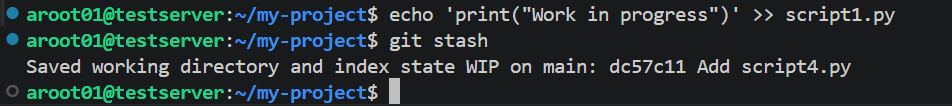 aroot01@testserver:~/my-project$ echo 'print("Work in progress")' >> script1.py
aroot01@testserver:~/my-project$ git stash
Saved working directory and index state WIP on main: dc57c11 Add script4.py
aroot01@testserver:~/my-project$